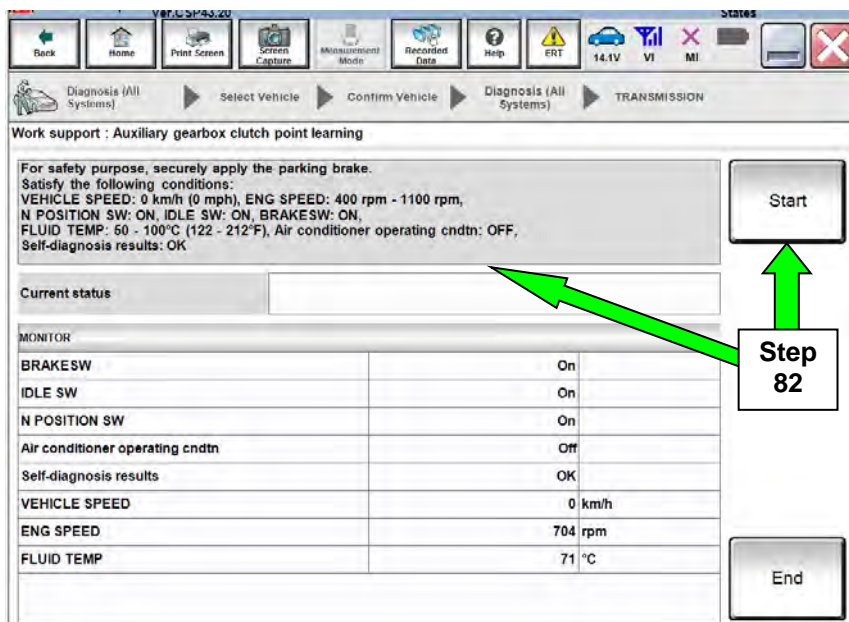 Ver.CSP43.20
States
Back
Home
Print Screen
Screen Capture
Measurement Mode
Recorded Data
Help
ERT
14.1V
VI
MI
Diagnosis (All Systems)
Select Vehicle
Confirm Vehicle
Diagnosis (All Systems)
TRANSMISSION
Work support : Auxiliary gearbox clutch point learning
For safety purpose, securely apply the parking brake.
Satisfy the following conditions:
VEHICLE SPEED: 0 km/h (0 mph), ENG SPEED: 400 rpm - 1100 rpm,
N POSITION SW: ON, IDLE SW: ON, BRAKESW: ON,
FLUID TEMP: 50 - 100°C (122 - 212°F), Air conditioner operating cndtn: OFF,
Self-diagnosis results: OK
Start
Current status
Step
82
MONITOR
BRAKESW On
IDLE SW On
N POSITION SW On
Air conditioner operating cndtn Off
Self-diagnosis results OK
VEHICLE SPEED 0 km/h
ENG SPEED 704 rpm
FLUID TEMP 71 °C
End